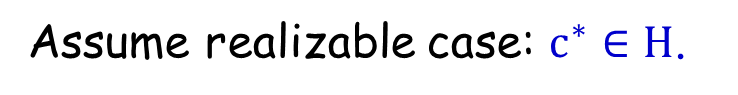 Assume realizable case: c* ∈ H.